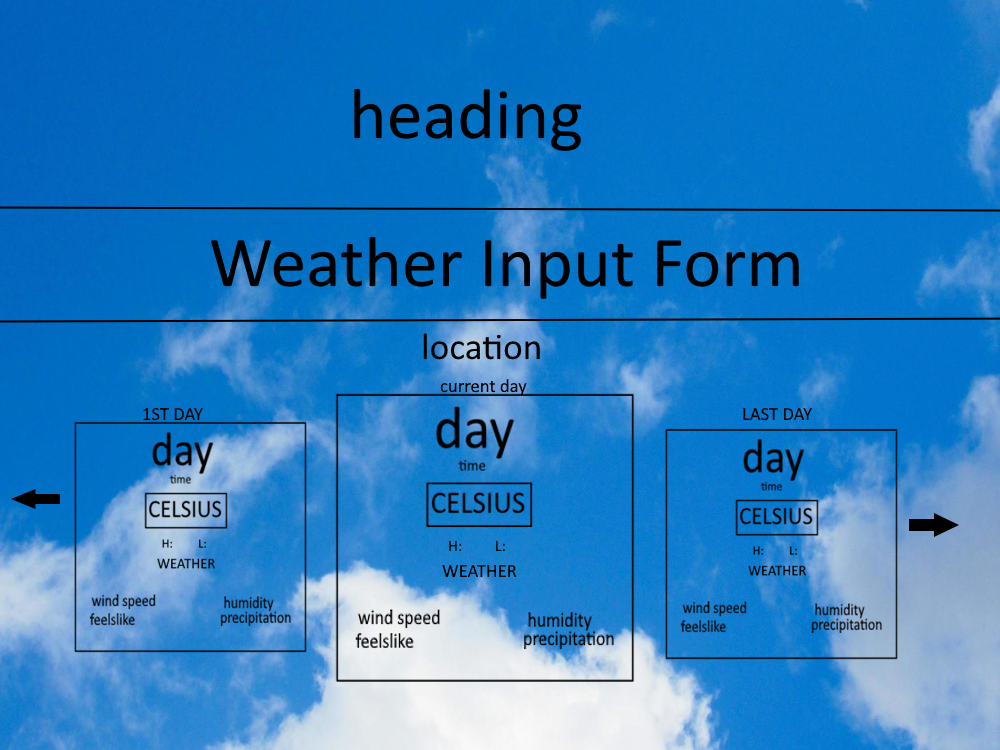 heading
Weather Input Form
location
current day
day
time
CELSIUS
H: L:
WEATHER
wind speed
feelslike
humidity
precipitation
1ST DAY
day
time
CELSIUS
H: L:
WEATHER
wind speed
feelslike
humidity
precipitation
LAST DAY
day
time
CELSIUS
H: L:
WEATHER
wind speed
feelslike
humidity
precipitation